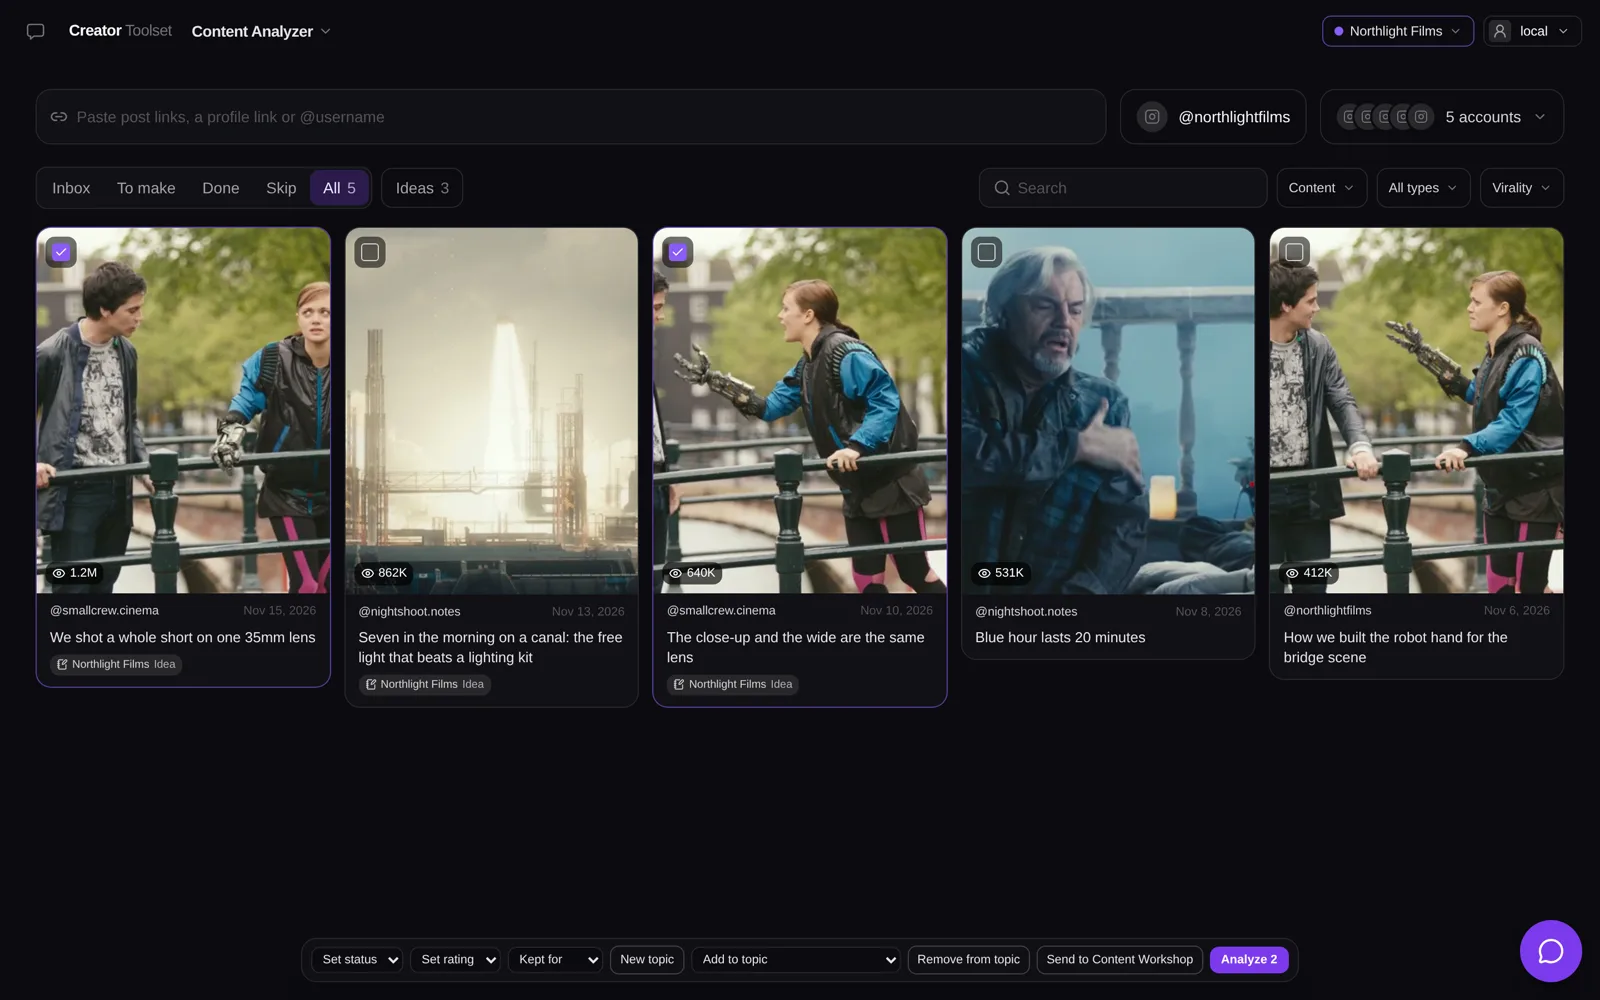 Creator Toolset
Content Analyzer
Northlight Films
local
Paste post links, a profile link or @username
@northlightfilms
5 accounts
Inbox
To make
Done
Skip
All 5
Ideas 3
Search
Content
All types
Virality
1.2M
862K
640K
531K
412K
@smallcrew.cinema
Nov 15, 2026
We shot a whole short on one 35mm lens
Northlight Films Idea
@nightshoot.notes
Nov 13, 2026
Seven in the morning on a canal: the free
light that beats a lighting kit
Northlight Films Idea
@smallcrew.cinema
Nov 10, 2026
The close-up and the wide are the same
lens
Northlight Films Idea
@nightshoot.notes
Nov 8, 2026
Blue hour lasts 20 minutes
@northlightfilms
Nov 6, 2026
How we built the robot hand for the
bridge scene
Set status
Set rating
Kept for
New topic
Add to topic
Remove from topic
Send to Content Workshop
Analyze 2